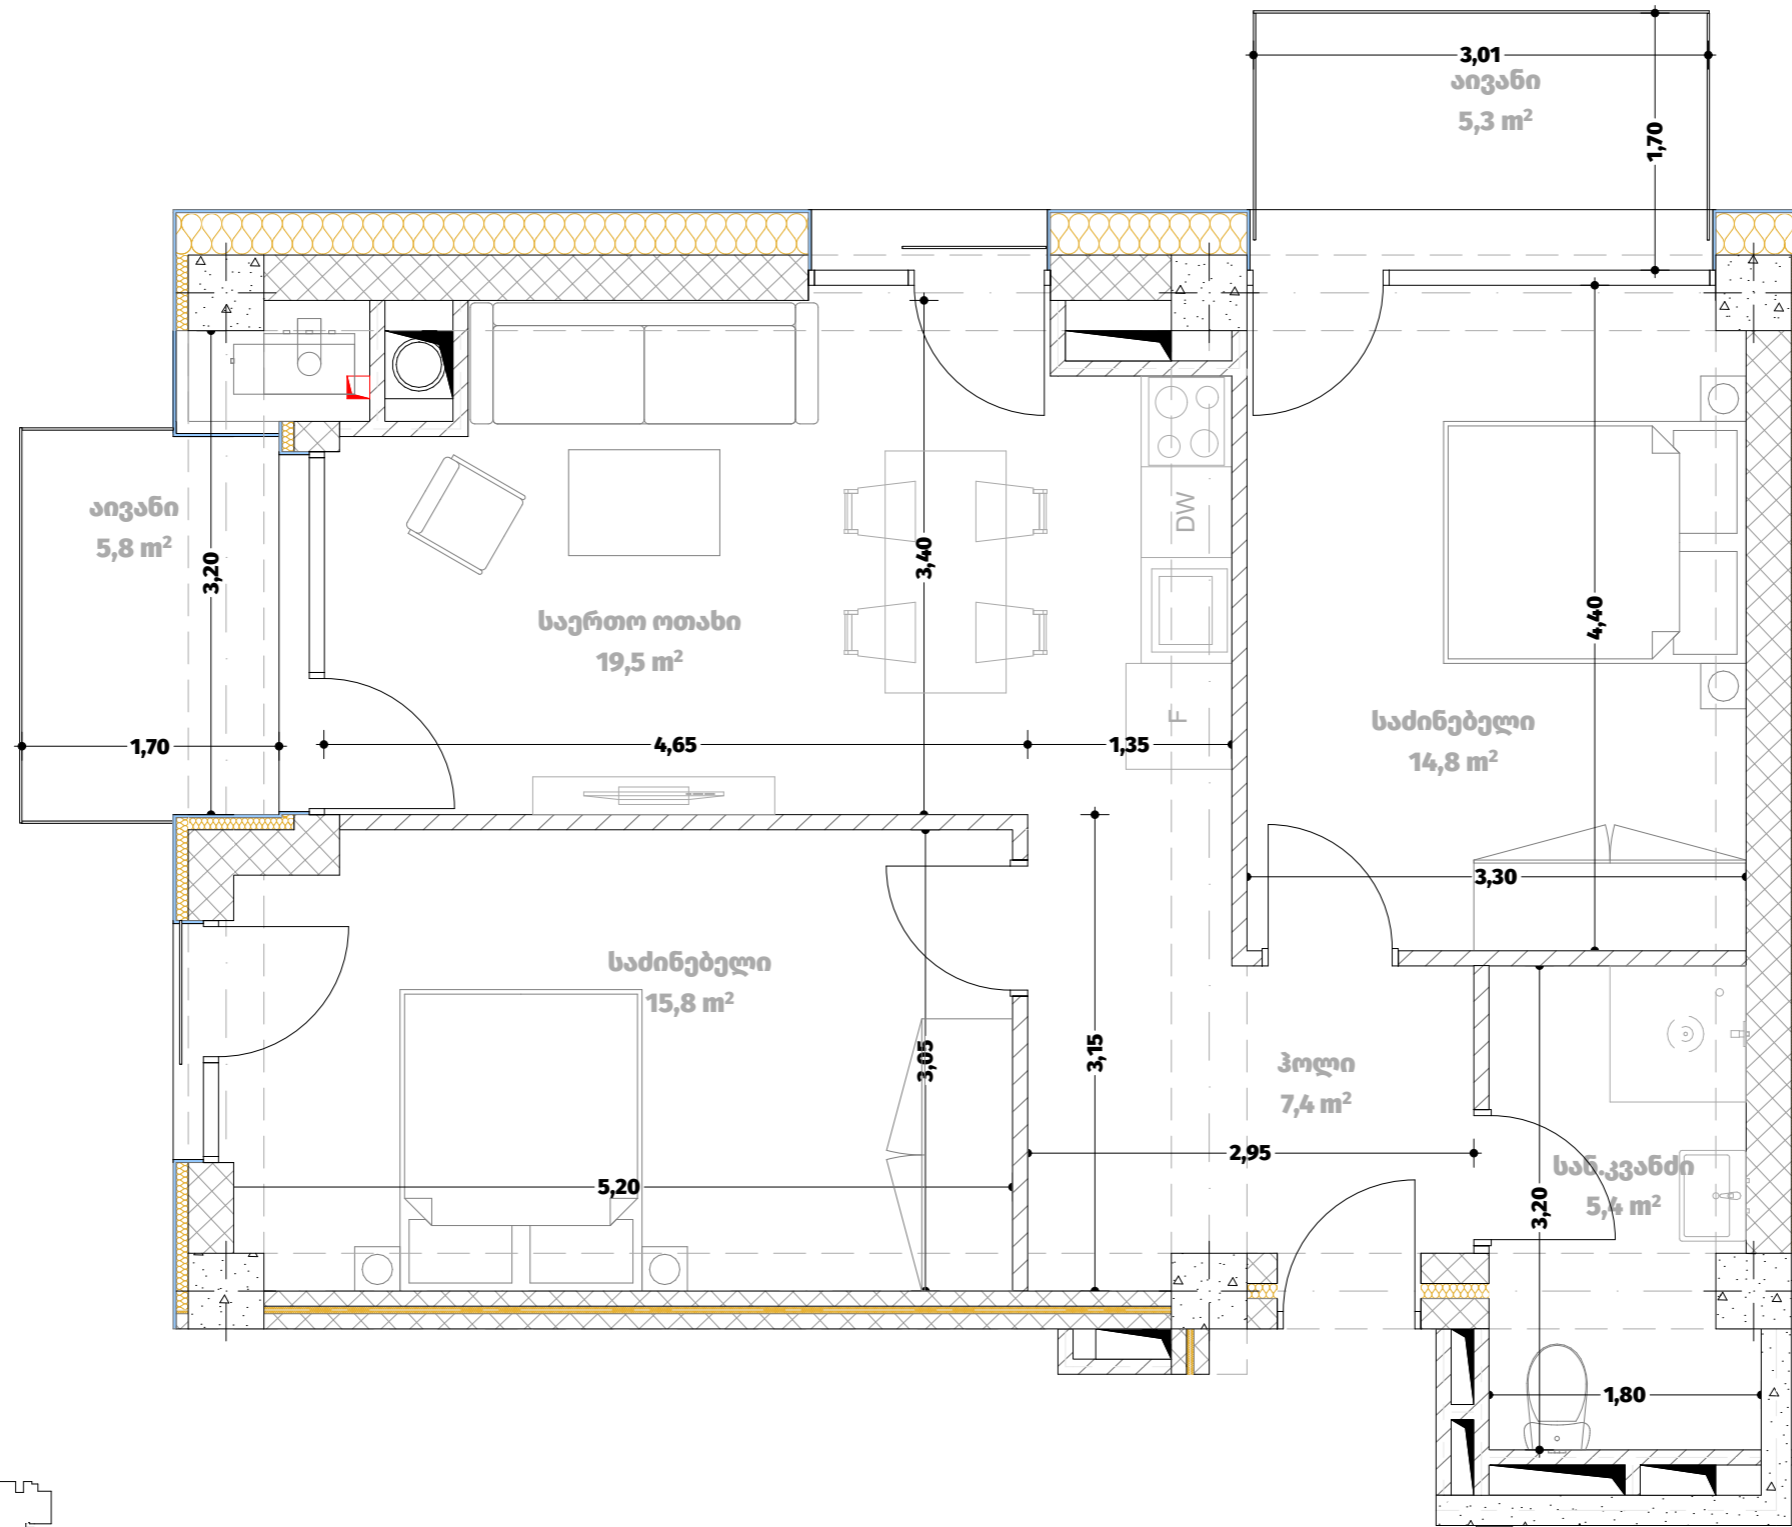 3,01
აივანი
5,3 m²
1,70
აივანი
5,8 m²
3,20
3,40
DW
საერთო ოთახი
19,5 m²
4,40
F
საძინებელი
14,8 m²
1,70
4,65
1,35
3,30
საძინებელი
15,8 m²
3,05
3,15
ჰოლი
7,4 m²
2,95
სან.კვანძი
5,4 m²
5,20
3,20
1,80